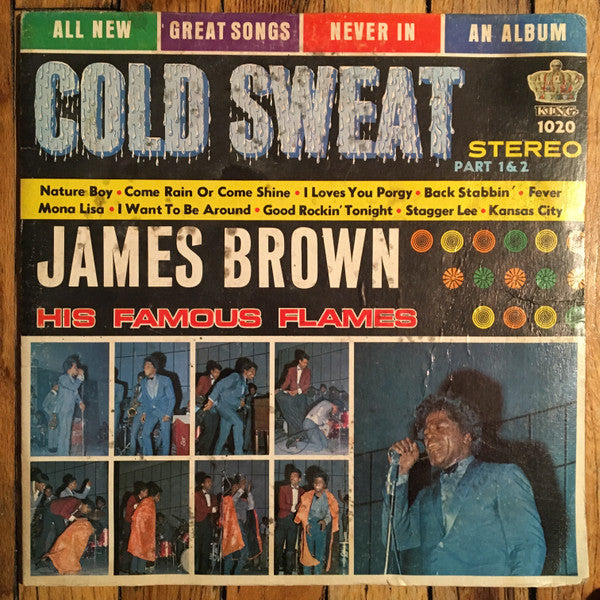 ALL NEW GREAT SONGS NEVER IN AN ALBUM
COLD SWEAT
KING
1020
STEREO
PART 1 & 2
Nature Boy • Come Rain Or Come Shine • I Loves You Porgy • Back Stabbin' • Fever
Mona Lisa • I Want To Be Around • Good Rockin' Tonight • Stagger Lee • Kansas City
JAMES BROWN
HIS FAMOUS FLAMES